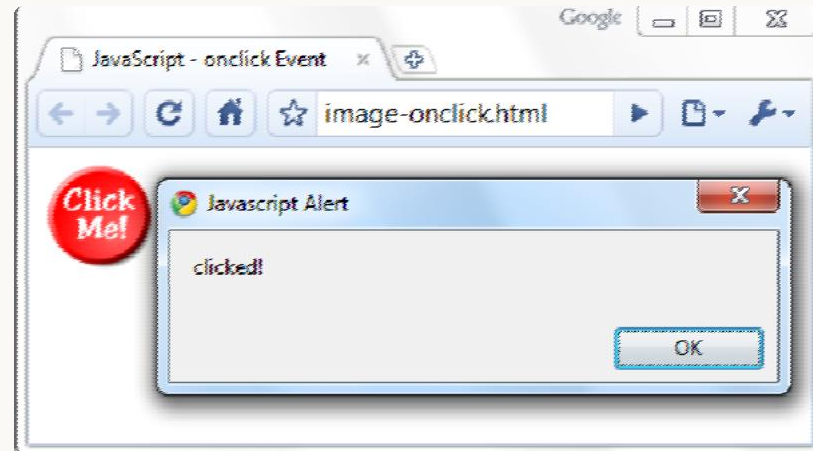 Google
JavaScript - onclick Event
image-onclick.html
Click
Me!
Javascript Alert
clicked!
OK